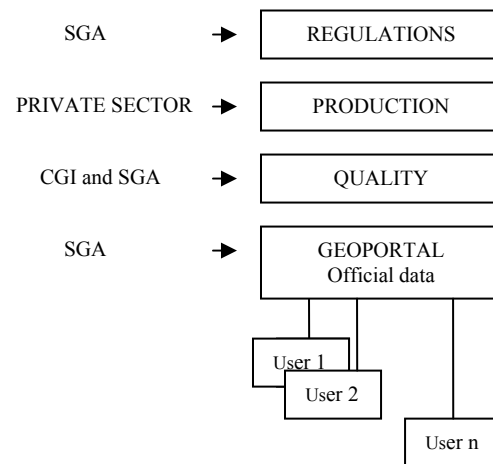 SGA REGULATIONS
PRIVATE SECTOR PRODUCTION
CGI and SGA QUALITY
SGA GEOPORTAL
Official data
User 1
User 2
User n